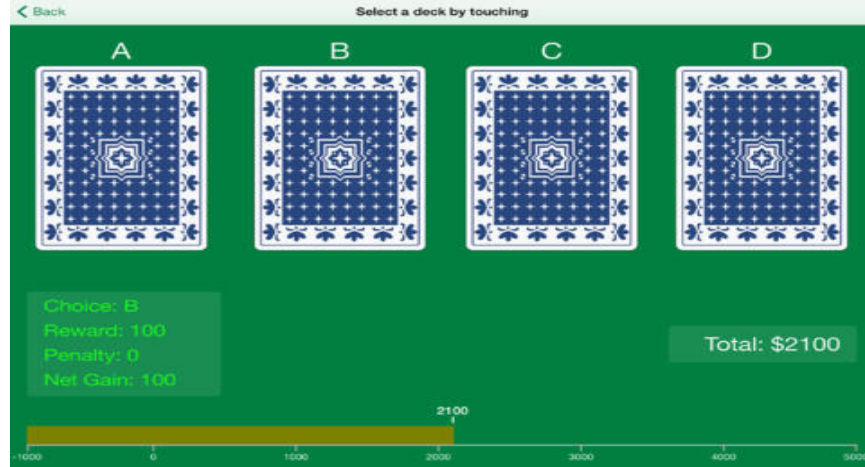 Back
Select a deck by touching
A
B
C
D
Choice: B
Reward: 100
Penalty: 0
Net Gain: 100
Total: $2100
2100
-1000
0
1000
2000
3000
4000